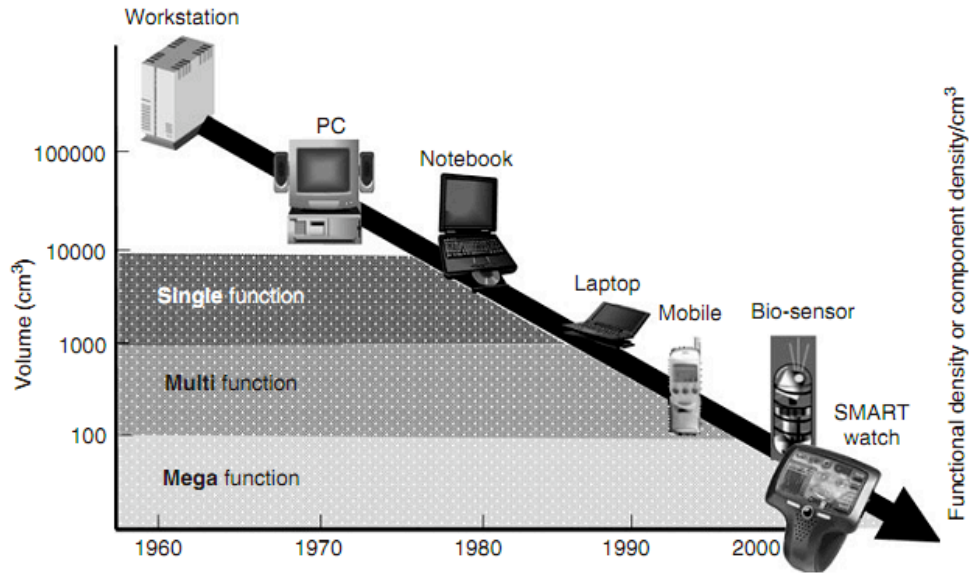 Workstation
PC
Notebook
Laptop
Mobile
Bio-sensor
SMART
watch
Volume (cm³)
100000
10000
1000
100
Single function
Multi function
Mega function
1960
1970
1980
1990
2000
Functional density or component density/cm³